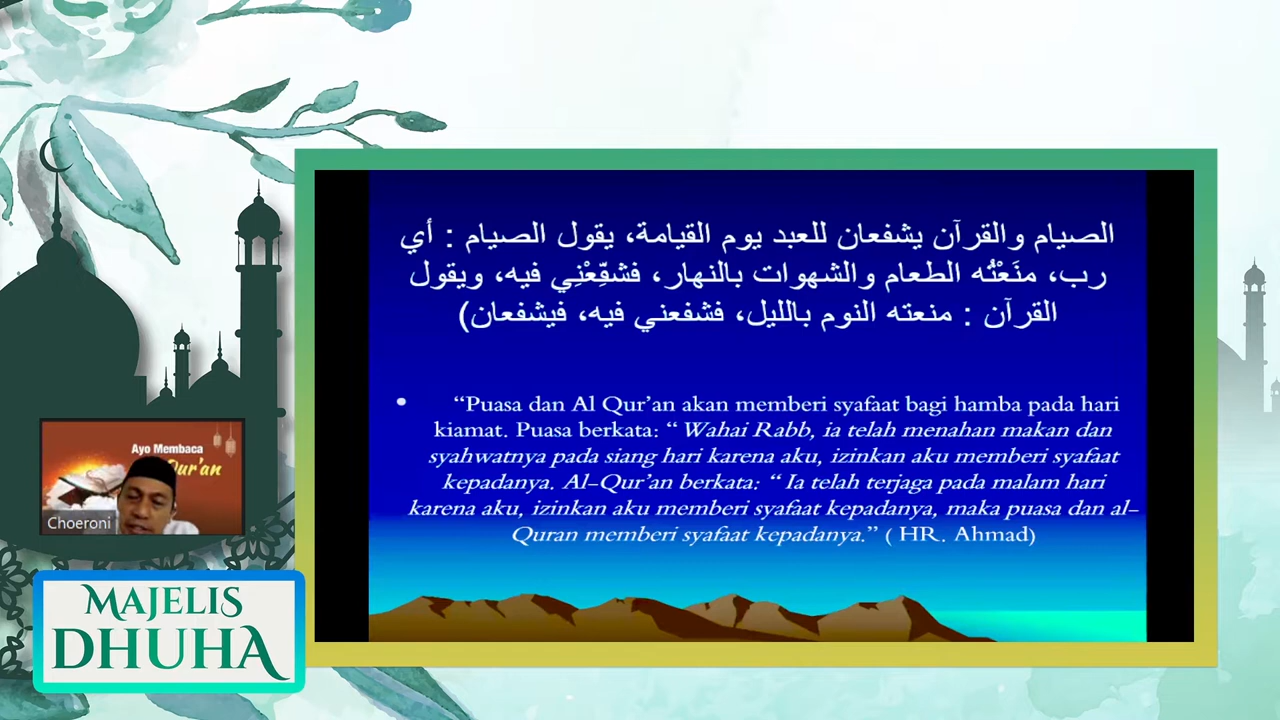 الصيام والقرآن يشفعان للعبد يوم القيامة، يقول الصيام : أي
رب، منَعْتُه الطعام والشهوات بالنهار، فشفِّعْنِي فيه، ويقول
القرآن : منعته النوم بالليل، فشفعني فيه، فيشفعان)
• “Puasa dan Al Qur’an akan memberi syafaat bagi hamba pada hari
kiamat. Puasa berkata: “ Wahai Rabb, ia telah menahan makan dan
syahwatnya pada siang hari karena aku, izinkan aku memberi syafaat
kepadanya. Al-Qur’an berkata: “ Ia telah terjaga pada malam hari
karena aku, izinkan aku memberi syafaat kepadanya, maka puasa dan al-
Quran memberi syafaat kepadanya.” ( HR. Ahmad)
Ayo Membaca
Qur’an
Choeroni
MAJELIS
DHUHA